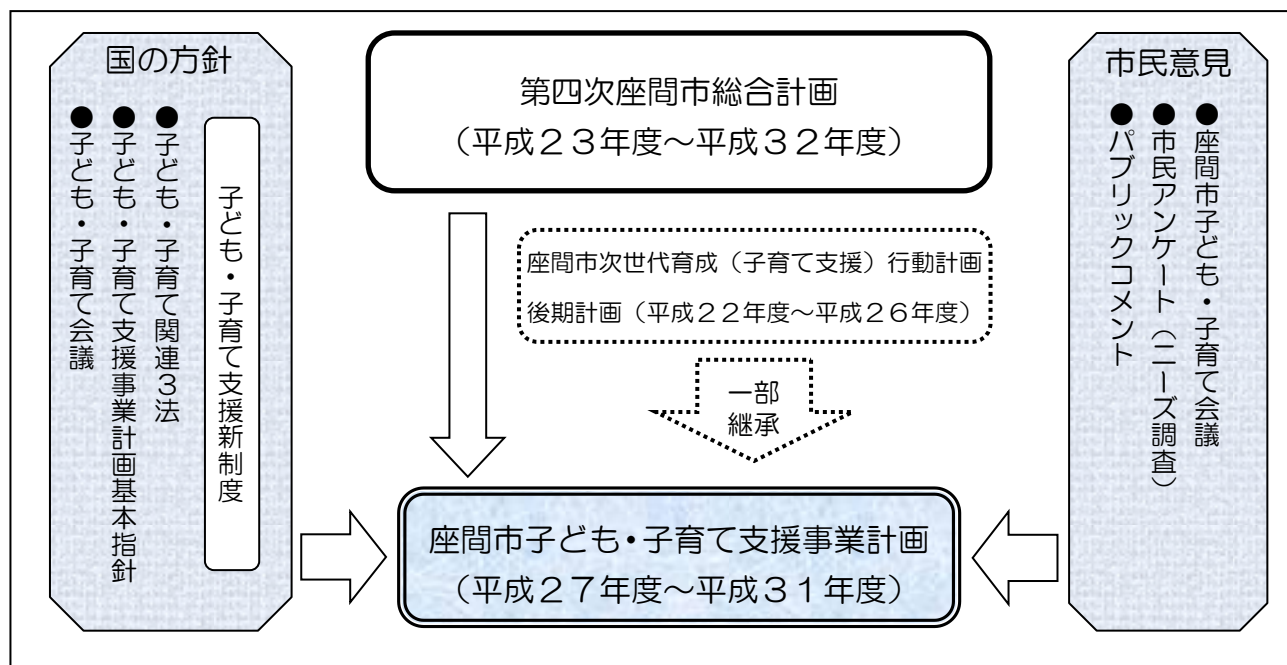 国の方針
子ども・子育て支援新制度
●子ども・子育て関連3法
●子ども・子育て支援事業計画基本指針
●子ども・子育て会議
第四次座間市総合計画
（平成２３年度～平成３２年度）
座間市次世代育成（子育て支援）行動計画
後期計画（平成２２年度～平成２６年度）
一部
継承
座間市子ども・子育て支援事業計画
（平成２７年度～平成３１年度）
市民意見
●座間市子ども・子育て会議
●市民アンケート（ニーズ調査）
●パブリックコメント